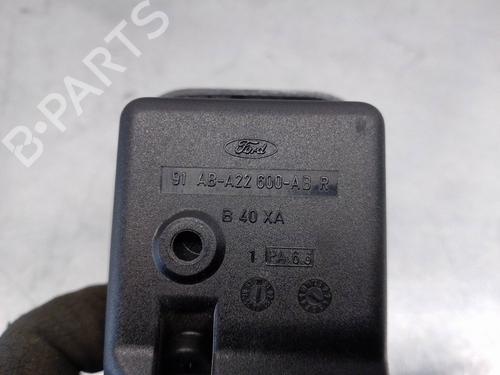 B-PARTS
Ford
91 AB-A22 600-AB R
B 40 XA
1 PA 6.6